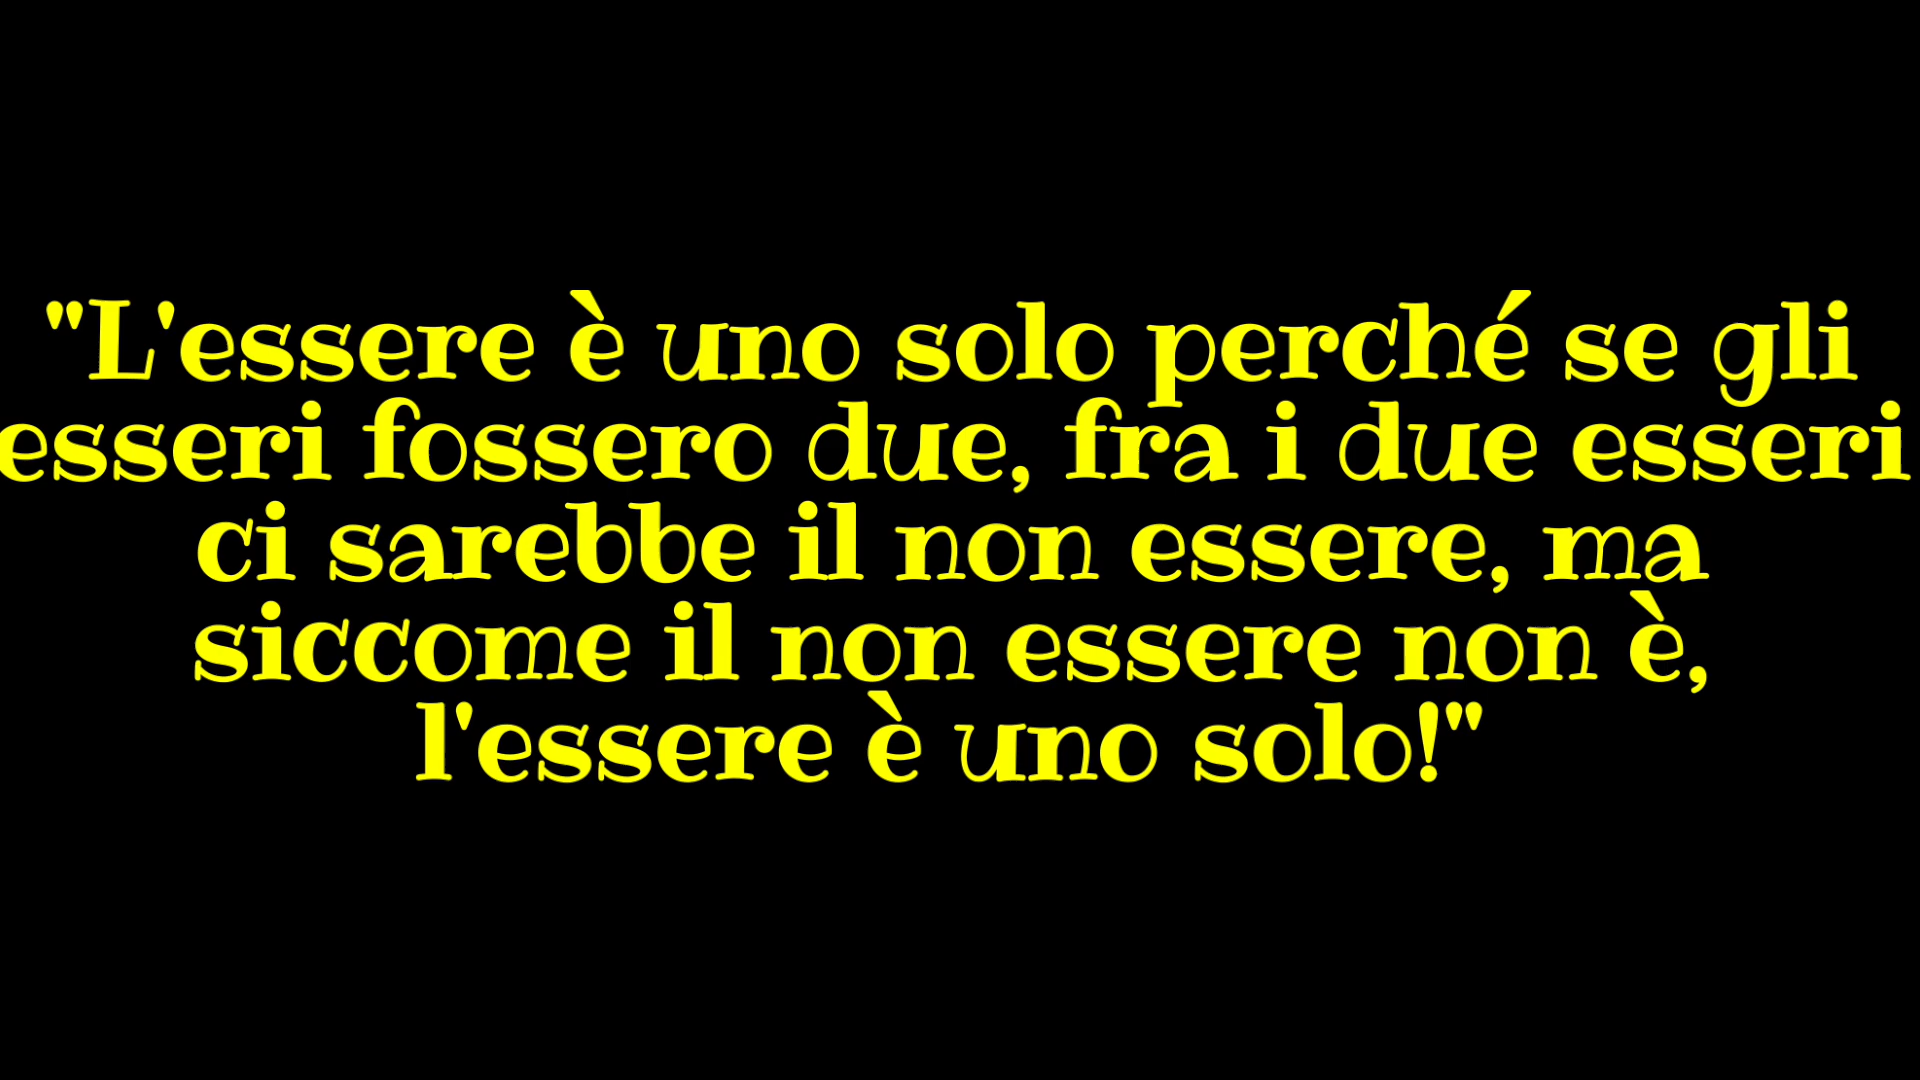 "L'essere è uno solo perché se gli
esseri fossero due, fra i due esseri
ci sarebbe il non essere, ma
siccome il non essere non è,
l'essere è uno solo!"